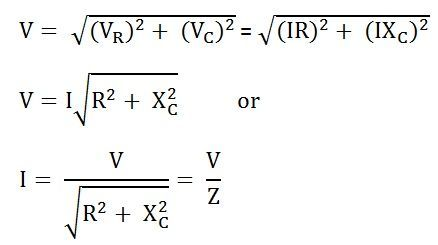 V = √((V_R)² + (V_C)²) = √((IR)² + (IX_C)²)
V = I√(R² + X_C²) or
I = V / √(R² + X_C²) = V / Z